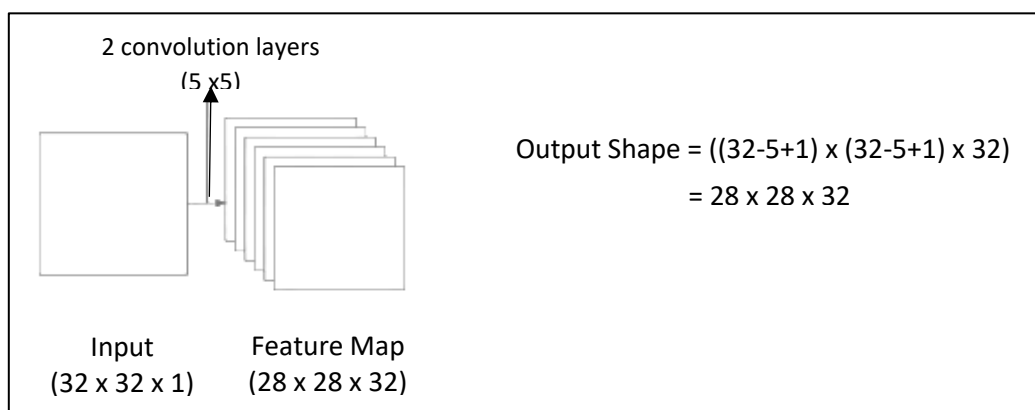 2 convolution layers
(5 x5)
Output Shape = ((32-5+1) x (32-5+1) x 32)
= 28 x 28 x 32
Input
(32 x 32 x 1)
Feature Map
(28 x 28 x 32)